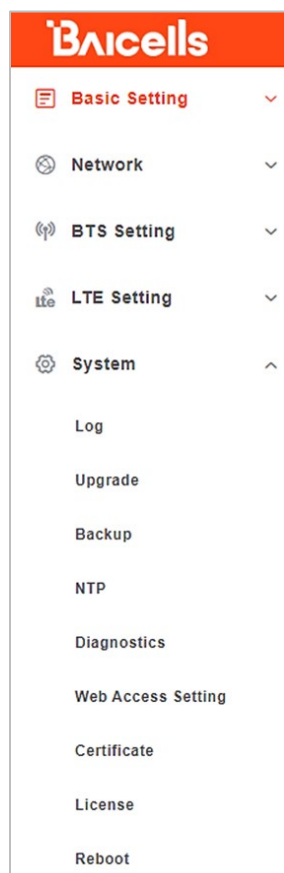 Baicells
Basic Setting
Network
BTS Setting
LTE Setting
System
Log
Upgrade
Backup
NTP
Diagnostics
Web Access Setting
Certificate
License
Reboot